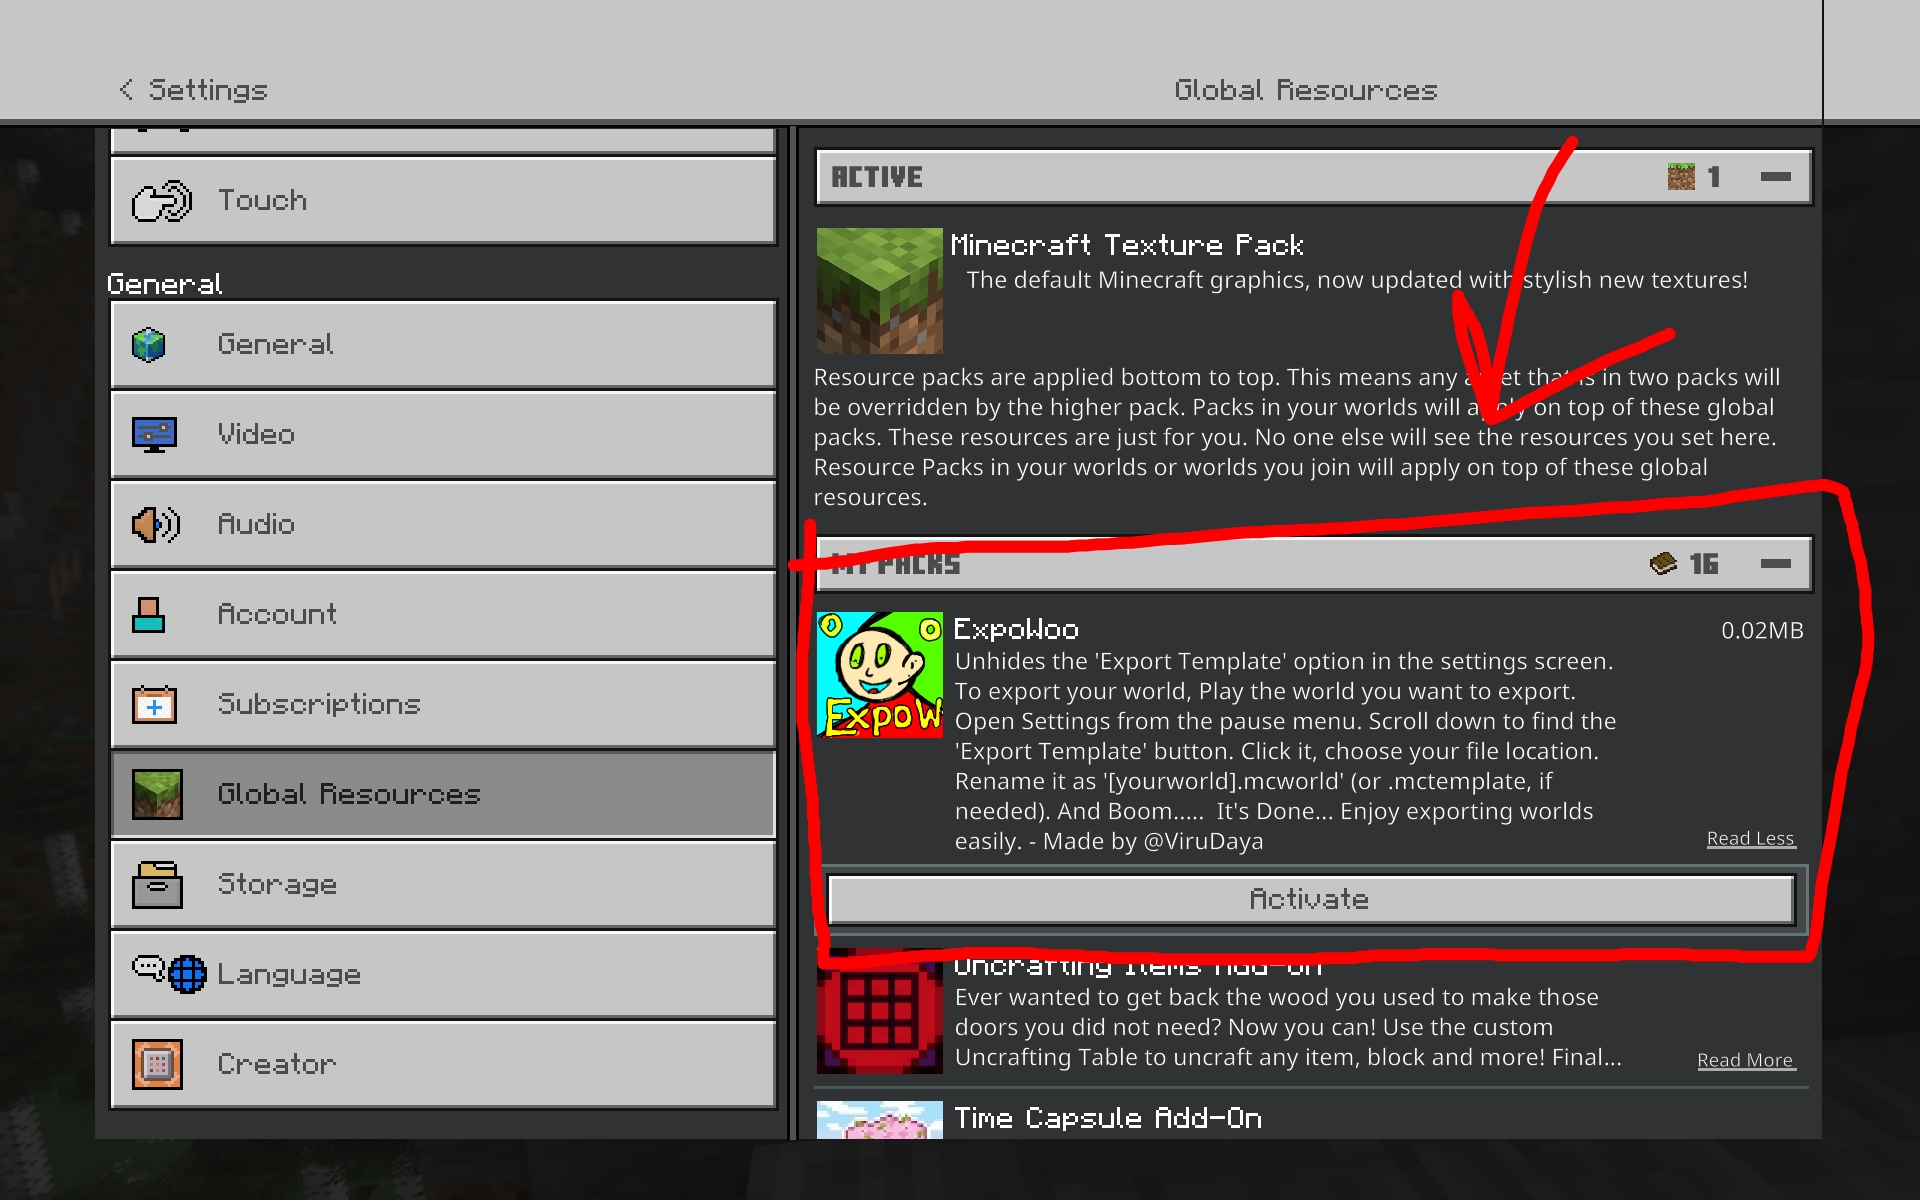 Settings
Global Resources
Touch
General
General
Video
Audio
Account
Subscriptions
Global Resources
Storage
Language
Creator
ACTIVE
1
Minecraft Texture Pack
The default Minecraft graphics, now updated with stylish new textures!
Resource packs are applied bottom to top. This means any asset that is in two packs will
be overridden by the higher pack. Packs in your worlds will apply on top of these global
packs. These resources are just for you. No one else will see the resources you set here.
Resource Packs in your worlds or worlds you join will apply on top of these global
resources.
MY PACKS
16
ExpoW
ExpoWoo
0.02MB
Unhides the 'Export Template' option in the settings screen.
To export your world, Play the world you want to export.
Open Settings from the pause menu. Scroll down to find the
'Export Template' button. Click it, choose your file location.
Rename it as '[yourworld].mcworld' (or .mctemplate, if
needed). And Boom..... It's Done... Enjoy exporting worlds
easily. - Made by @ViruDaya
Read Less
Activate
Uncrafting Items Add-On
Ever wanted to get back the wood you used to make those
doors you did not need? Now you can! Use the custom
Uncrafting Table to uncraft any item, block and more! Final...
Read More
Time Capsule Add-On